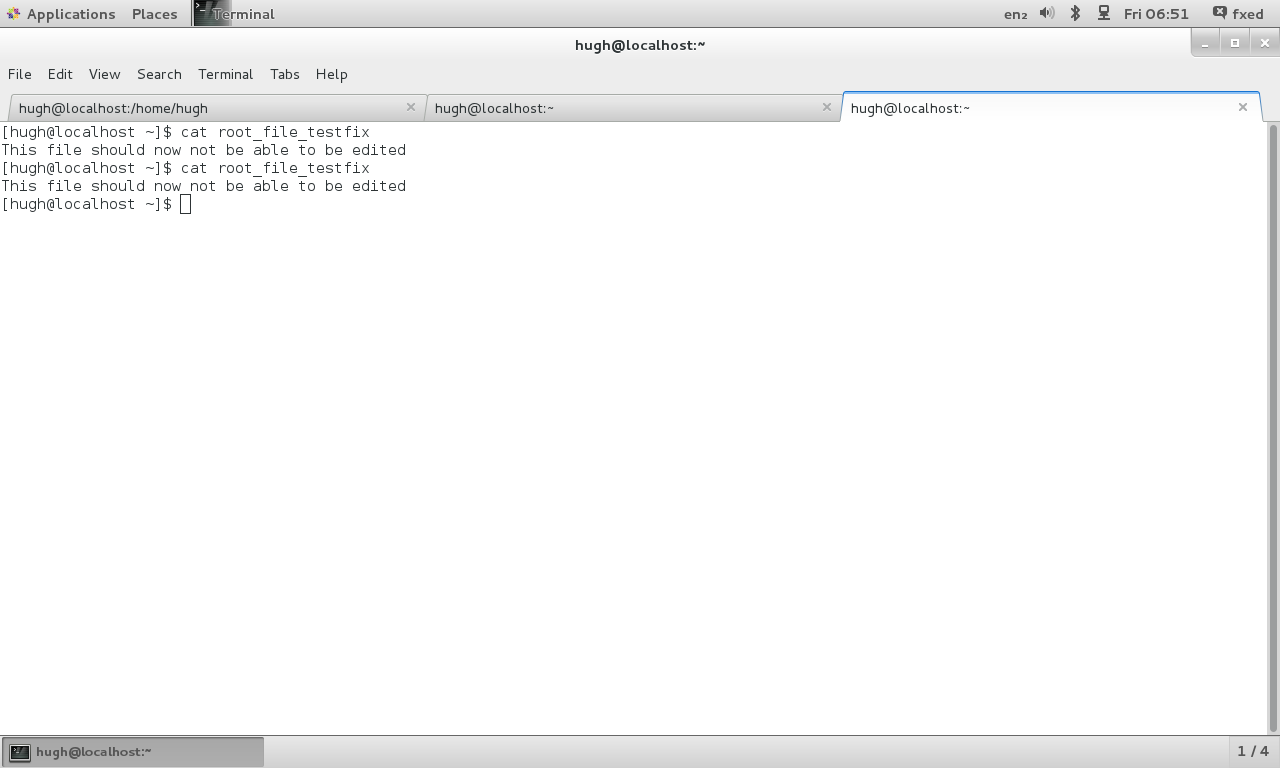 Applications Places Terminal en₂ Fri 06:51 fxed
hugh@localhost:~
File Edit View Search Terminal Tabs Help
hugh@localhost:/home/hugh hugh@localhost:~ hugh@localhost:~
[hugh@localhost ~]$ cat root_file_testfix
This file should now not be able to be edited
[hugh@localhost ~]$ cat root_file_testfix
This file should now not be able to be edited
[hugh@localhost ~]$
hugh@localhost:~ 1 / 4